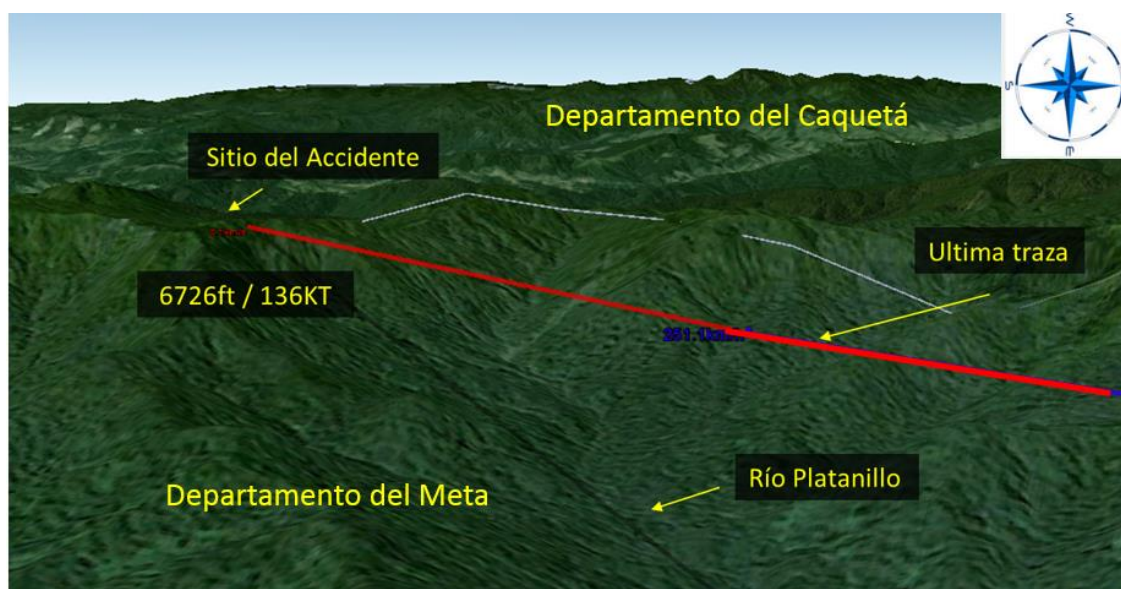 Departamento del Caquetá
Sitio del Accidente
Ultima traza
6726ft / 136KT
Río Platanillo
Departamento del Meta